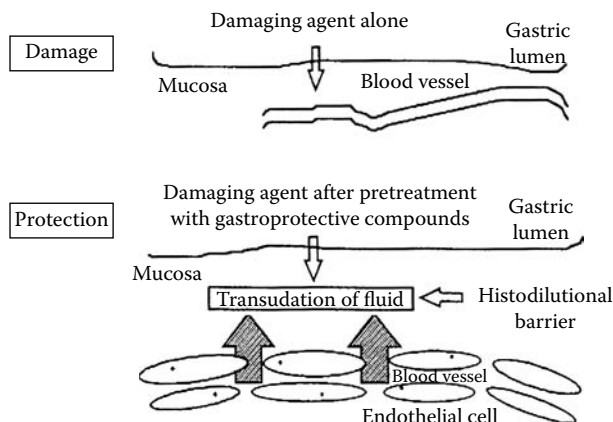 Damaging agent alone
Damage
Gastric
lumen
Mucosa
Blood vessel
Damaging agent after pretreatment
with gastroprotective compounds
Protection
Gastric
lumen
Mucosa
Transudation of fluid
Histodilutional
barrier
Blood vessel
Endothelial cell